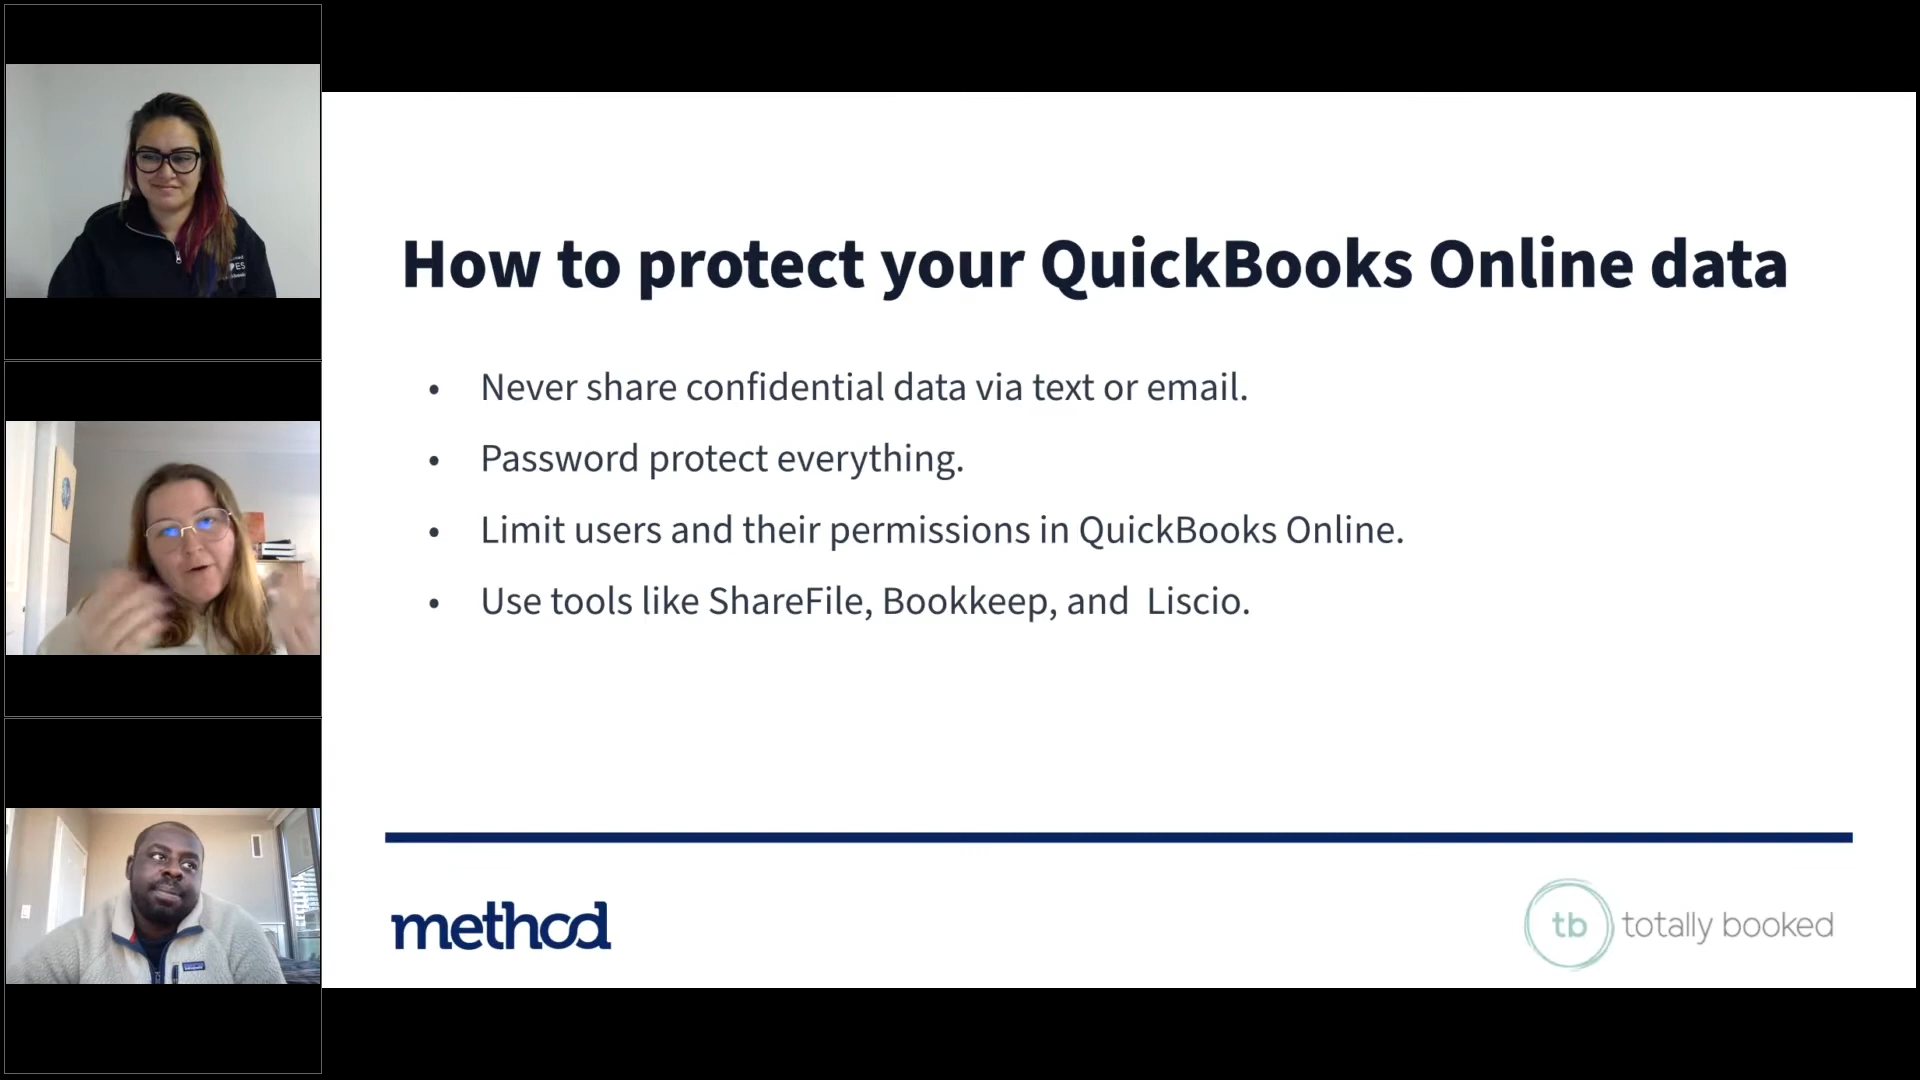 How to protect your QuickBooks Online data
• Never share confidential data via text or email.
• Password protect everything.
• Limit users and their permissions in QuickBooks Online.
• Use tools like ShareFile, Bookkeep, and  Liscio.
method
tb totally booked